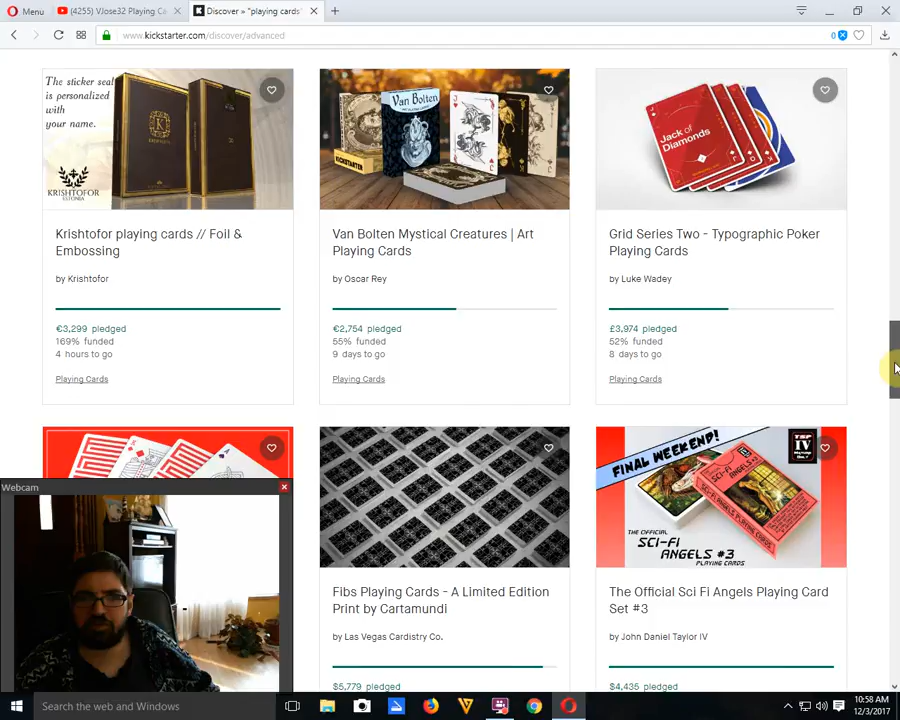 Menu
(4255) VJose32 Playing Ca
Discover » "playing cards"
www.kickstarter.com/discover/advanced
0
The sticker seal
is personalized
with
your name.
KRISHTOFOR
ESTONIA
Van Bolten
KICKSTARTER
Jack of
Diamonds
Krishtofor playing cards // Foil &
Embossing
by Krishtofor
€3,299 pledged
169% funded
4 hours to go
Playing Cards
Van Bolten Mystical Creatures | Art
Playing Cards
by Oscar Rey
€2,754 pledged
55% funded
9 days to go
Playing Cards
Grid Series Two - Typographic Poker
Playing Cards
by Luke Wadey
£3,974 pledged
52% funded
8 days to go
Playing Cards
FINAL WEEKEND!
IV
SCI-FI
ANGELS #3
THE OFFICIAL
SCI-FI
ANGELS #3
PLAYING CARDS
Webcam
Fibs Playing Cards - A Limited Edition
Print by Cartamundi
by Las Vegas Cardistry Co.
$5,779 pledged
The Official Sci Fi Angels Playing Card
Set #3
by John Daniel Taylor IV
$4,435 pledged
Search the web and Windows
10:58 AM
12/3/2017